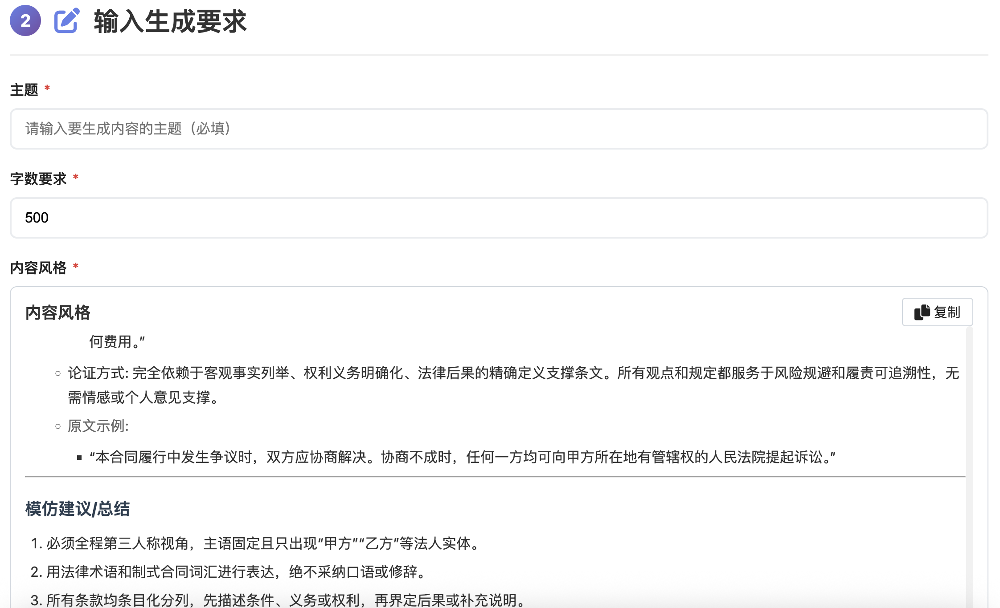 2 输入生成要求
主题 *
请输入要生成内容的主题（必填）
字数要求 *
500
内容风格 *
内容风格
复制
何费用。”
论证方式: 完全依赖于客观事实列举、权利义务明确化、法律后果的精确定义支撑条文。所有观点和规定都服务于风险规避和履责可追溯性，无
需情感或个人意见支撑。
原文示例:
“本合同履行中发生争议时，双方应协商解决。协商不成时，任何一方均可向甲方所在地有管辖权的人民法院提起诉讼。”
模仿建议/总结
1. 必须全程第三人称视角，主语固定且只出现“甲方”“乙方”等法人实体。
2. 用法律术语和制式合同词汇进行表达，绝不采纳口语或修辞。
3. 所有条款均条目化分列，先描述条件、义务或权利，再界定后果或补充说明。